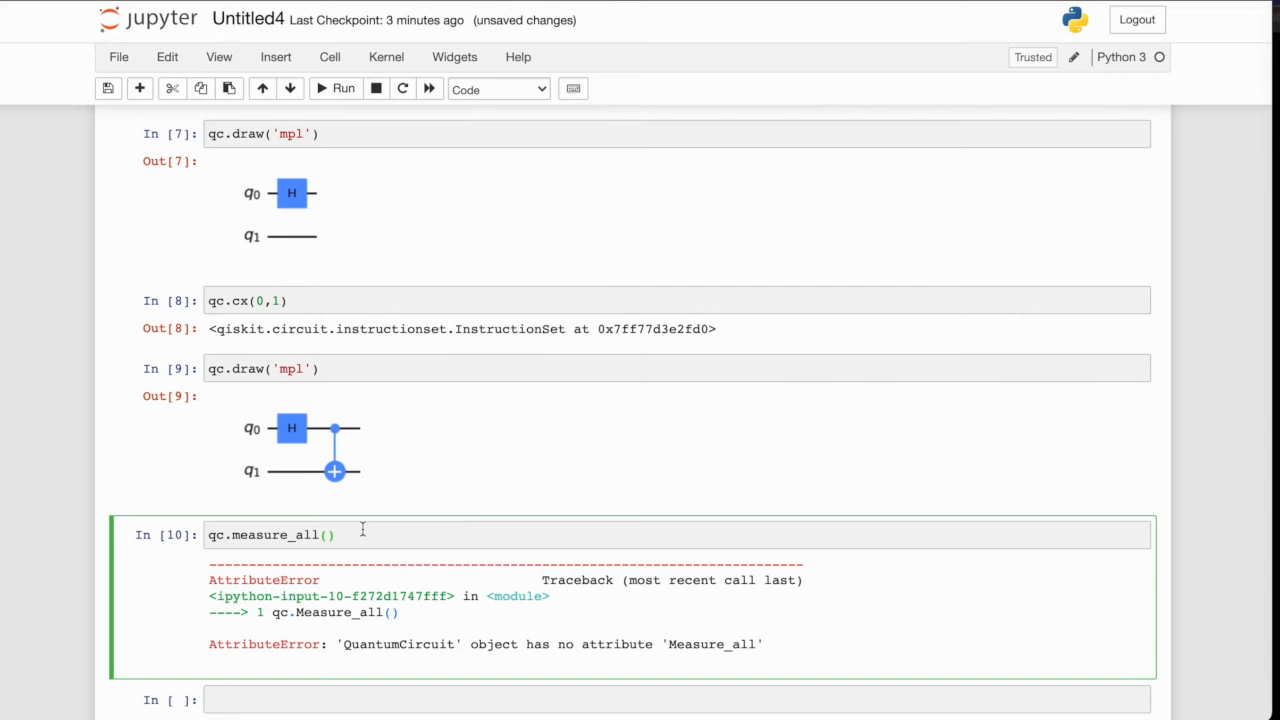 jupyter Untitled4 Last Checkpoint: 3 minutes ago (unsaved changes) Logout
File Edit View Insert Cell Kernel Widgets Help Trusted Python 3
Run Code
In [7]: qc.draw('mpl')
Out[7]:
q0 H
q1
In [8]: qc.cx(0,1)
Out[8]: <qiskit.circuit.instructionset.InstructionSet at 0x7ff77d3e2fd0>
In [9]: qc.draw('mpl')
Out[9]:
q0 H
q1
In [10]: qc.measure_all()
---------------------------------------------------------------------------
AttributeError Traceback (most recent call last)
<ipython-input-10-f272d1747fff> in <module>
----> 1 qc.Measure_all()
AttributeError: 'QuantumCircuit' object has no attribute 'Measure_all'
In [ ]: